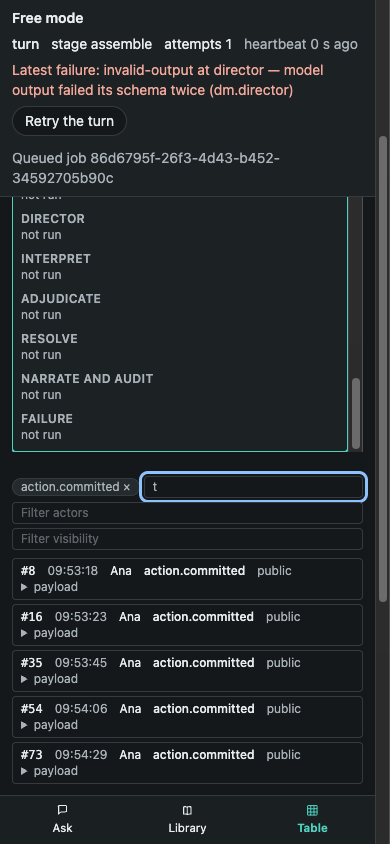 Free mode
turn stage assemble attempts 1 heartbeat 0 s ago
Latest failure: invalid-output at director — model
output failed its schema twice (dm.director)
Retry the turn
Queued job 86d6795f-26f3-4d43-b452-
34592705b90c
not run
DIRECTOR
not run
INTERPRET
not run
ADJUDICATE
not run
RESOLVE
not run
NARRATE AND AUDIT
not run
FAILURE
not run
action.committed × t
Filter actors
Filter visibility
#8 09:53:18 Ana action.committed public
▶ payload
#16 09:53:23 Ana action.committed public
▶ payload
#35 09:53:45 Ana action.committed public
▶ payload
#54 09:54:06 Ana action.committed public
▶ payload
#73 09:54:29 Ana action.committed public
▶ payload
Ask Library Table